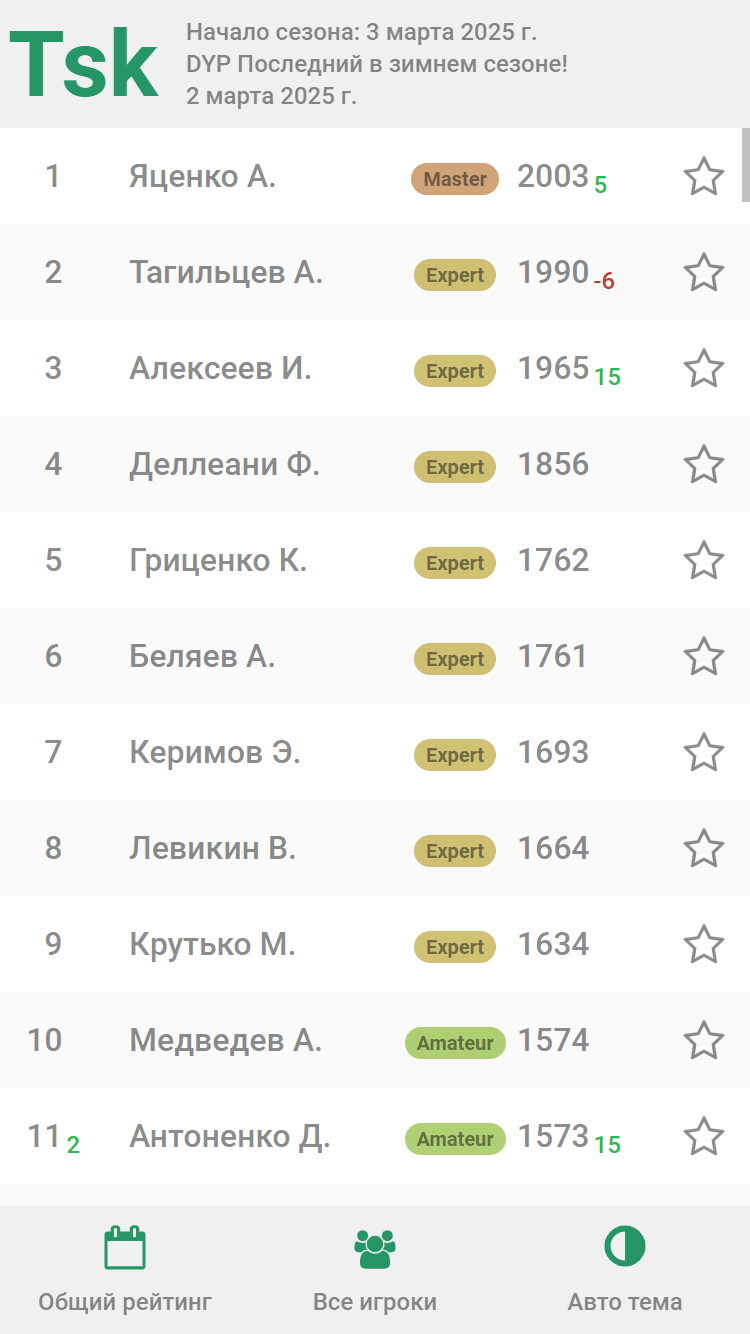 Tsk
Начало сезона: 3 марта 2025 г.
DYP Последний в зимнем сезоне!
2 марта 2025 г.
1 Яценко А. Master 2003 5
2 Тагильцев А. Expert 1990 -6
3 Алексеев И. Expert 1965 15
4 Деллеани Ф. Expert 1856
5 Гриценко К. Expert 1762
6 Беляев А. Expert 1761
7 Керимов Э. Expert 1693
8 Левикин В. Expert 1664
9 Крутько М. Expert 1634
10 Медведев А. Amateur 1574
11 2 Антоненко Д. Amateur 1573 15
Общий рейтинг Все игроки Авто тема